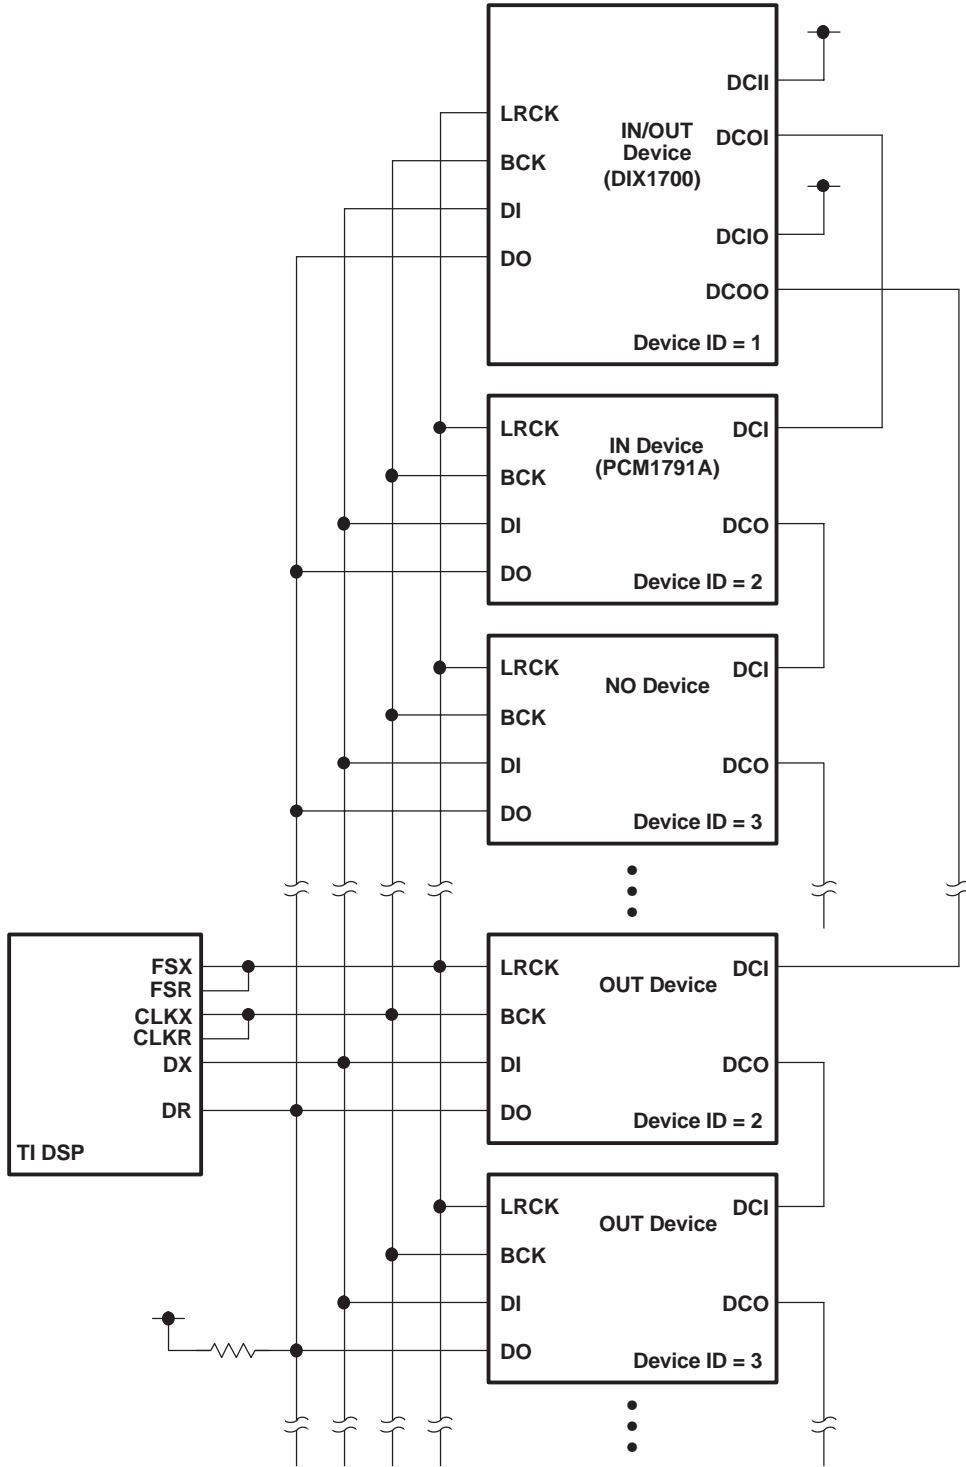 DCII
LRCK
IN/OUT
Device
(DIX1700)
DCOI
BCK
DI
DCIO
DO
DCOO
Device ID = 1
LRCK
DCI
IN Device
(PCM1791A)
BCK
DI
DCO
DO
Device ID = 2
LRCK
DCI
NO Device
BCK
DI
DCO
DO
Device ID = 3
FSX
FSR
CLKX
CLKR
DX
DR
TI DSP
LRCK
DCI
OUT Device
BCK
DI
DCO
DO
Device ID = 2
LRCK
DCI
OUT Device
BCK
DI
DCO
DO
Device ID = 3